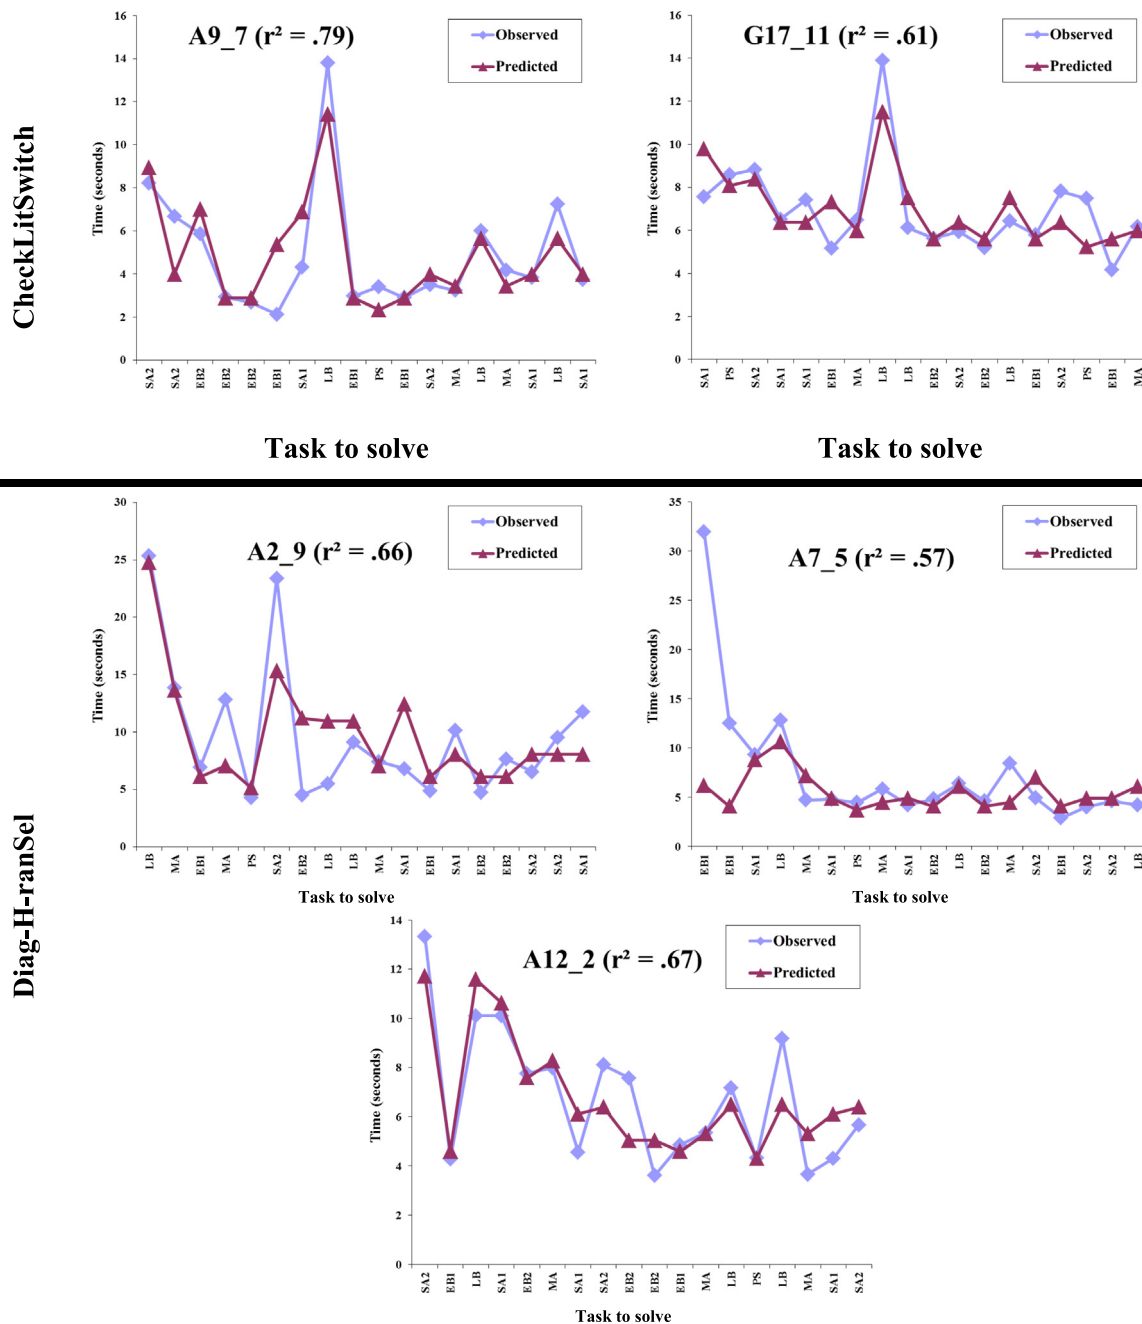 CheckLitSwitch
A9_7 (r² = .79)
Observed
Predicted
Time (seconds)
16
14
12
10
8
6
4
2
0
SA2 SA2 EB2 EB2 EB2 EB1 SA1 LB EB1 PS EB1 SA2 MA LB MA SA1 LB SA1
Task to solve
G17_11 (r² = .61)
Observed
Predicted
Time (seconds)
16
14
12
10
8
6
4
2
0
SA1 PS SA2 SA1 SA1 EB1 MA LB LB EB2 SA2 EB2 LB EB1 SA2 PS EB1 MA
Task to solve
Diag-H-ranSel
A2_9 (r² = .66)
Observed
Predicted
Time (seconds)
30
25
20
15
10
5
0
LB MA EB1 MA PS SA2 EB2 LB LB MA SA1 EB1 SA1 EB2 EB2 SA2 SA2 SA1
Task to solve
A7_5 (r² = .57)
Observed
Predicted
Time (seconds)
35
30
25
20
15
10
5
0
EB1 EB1 SA1 LB MA SA1 PS MA SA1 EB2 LB EB2 MA SA2 EB1 SA2 SA2 LB
Task to solve
A12_2 (r² = .67)
Observed
Predicted
Time (seconds)
14
12
10
8
6
4
2
0
SA2 EB1 LB SA1 EB2 MA SA1 SA2 EB2 EB2 EB1 MA LB PS LB MA SA1 SA2
Task to solve